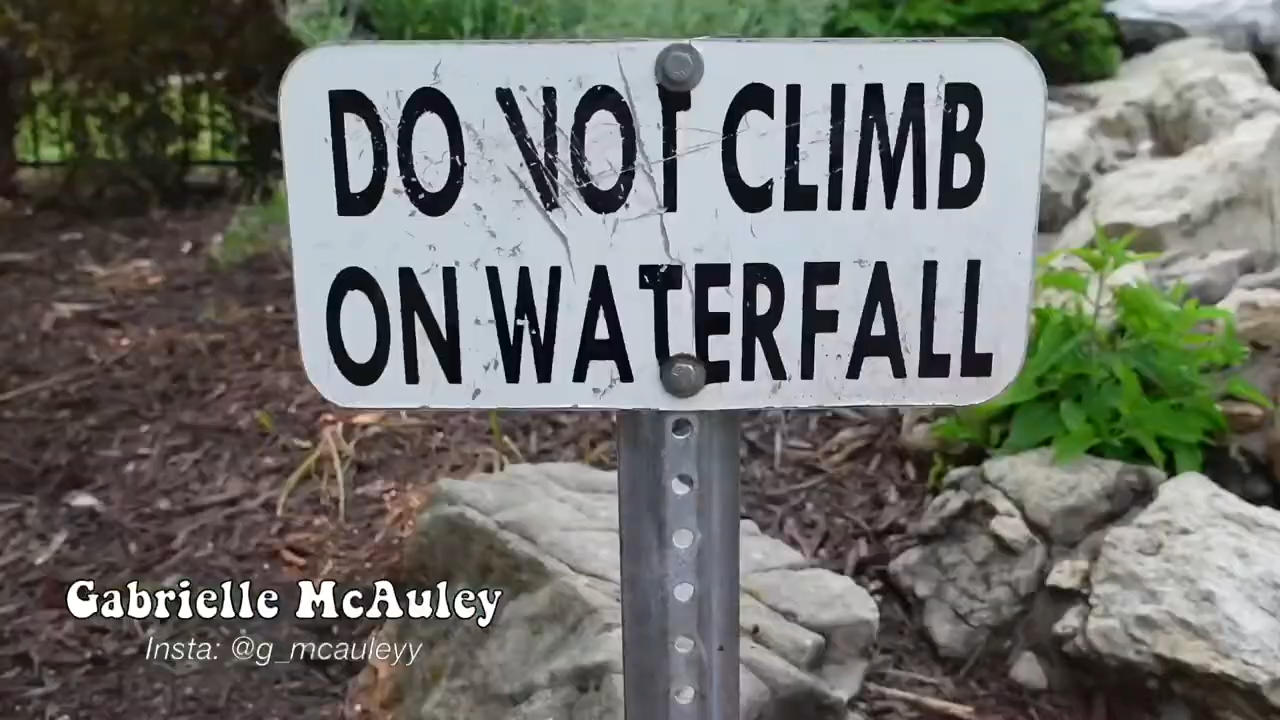 DO NOT CLIMB
ON WATERFALL
Gabrielle McAuley
Insta: @g_mcauleyy